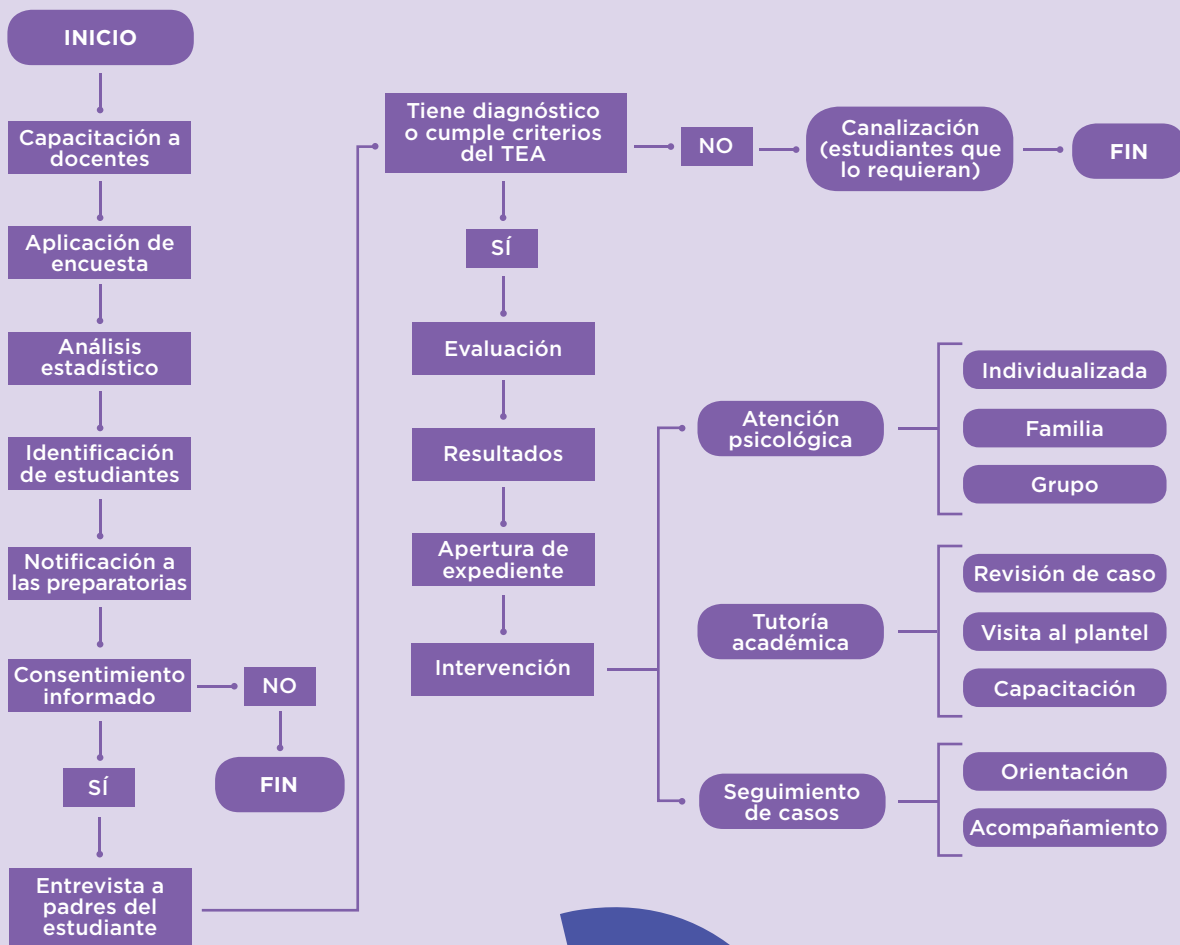 INICIO
Capacitación a
docentes
Aplicación de
encuesta
Análisis
estadístico
Identificación
de estudiantes
Notificación a
las preparatorias
Consentimiento
informado
NO
FIN
SÍ
Entrevista a
padres del
estudiante
Tiene diagnóstico
o cumple criterios
del TEA
NO
Canalización
(estudiantes que
lo requieran)
FIN
SÍ
Evaluación
Resultados
Apertura de
expediente
Intervención
Atención
psicológica
Individualizada
Familia
Grupo
Tutoría
académica
Revisión de caso
Visita al plantel
Capacitación
Seguimiento
de casos
Orientación
Acompañamiento